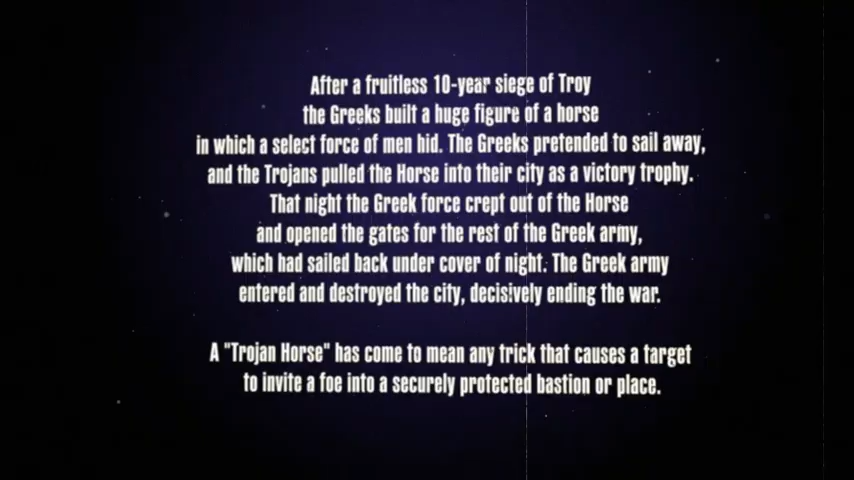 After a fruitless 10-year siege of Troy
the Greeks built a huge figure of a horse
in which a select force of men hid. The Greeks pretended to sail away,
and the Trojans pulled the Horse into their city as a victory trophy.
That night the Greek force crept out of the Horse
and opened the gates for the rest of the Greek army,
which had sailed back under cover of night. The Greek army
entered and destroyed the city, decisively ending the war.
A "Trojan Horse" has come to mean any trick that causes a target
to invite a foe into a securely protected bastion or place.